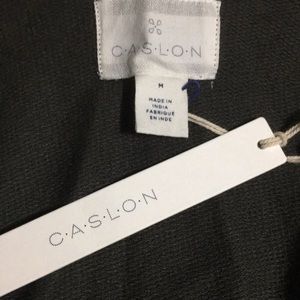 C·A·S·L·O·N
M
MADE IN
INDIA
FABRIQUÉ
EN INDE
C·A·S·L·O·N